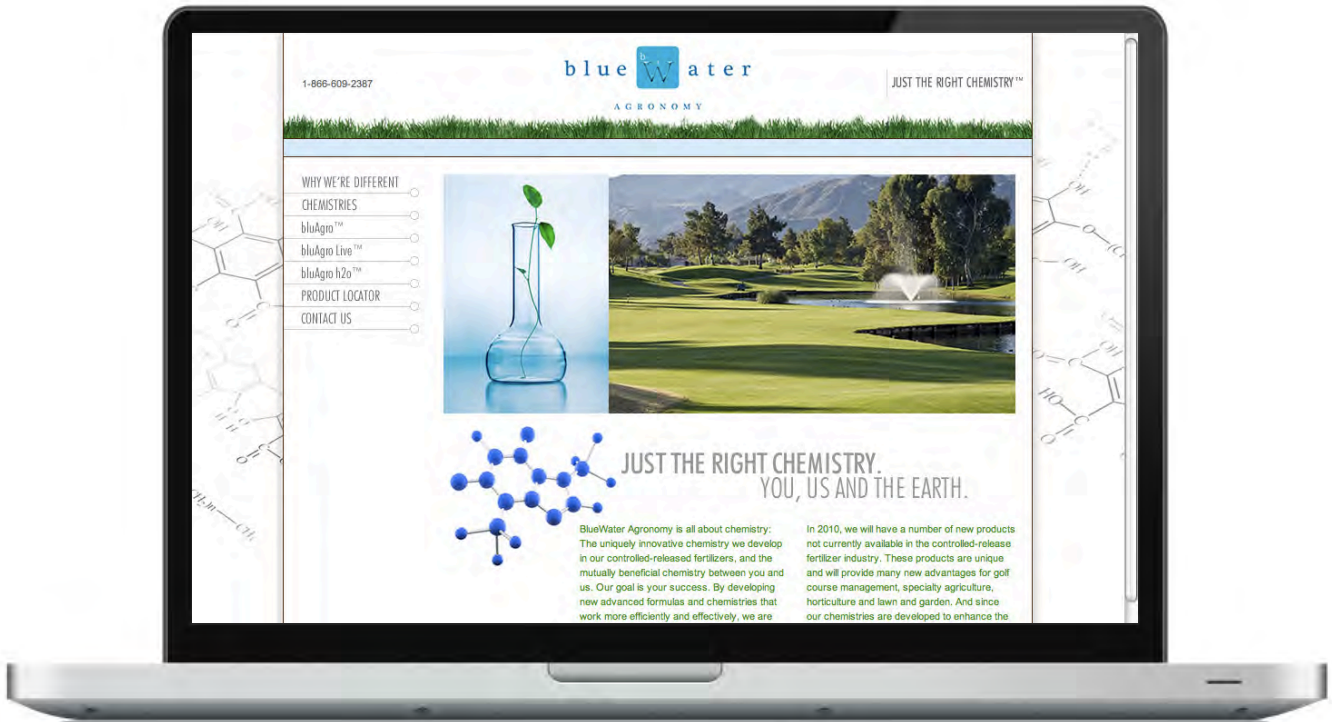 1-866-609-2387
blue b W ater
AGRONOMY
JUST THE RIGHT CHEMISTRY™
WHY WE'RE DIFFERENT
CHEMISTRIES
bluAgro™
bluAgro Live™
bluAgro h2o™
PRODUCT LOCATOR
CONTACT US
JUST THE RIGHT CHEMISTRY.
YOU, US AND THE EARTH.
BlueWater Agronomy is all about chemistry:
The uniquely innovative chemistry we develop
in our controlled-released fertilizers, and the
mutually beneficial chemistry between you and
us. Our goal is your success. By developing
new advanced formulas and chemistries that
work more efficiently and effectively, we are
In 2010, we will have a number of new products
not currently available in the controlled-release
fertilizer industry. These products are unique
and will provide many new advantages for golf
course management, specialty agriculture,
horticulture and lawn and garden. And since
our chemistries are developed to enhance the
OH
OH
HO